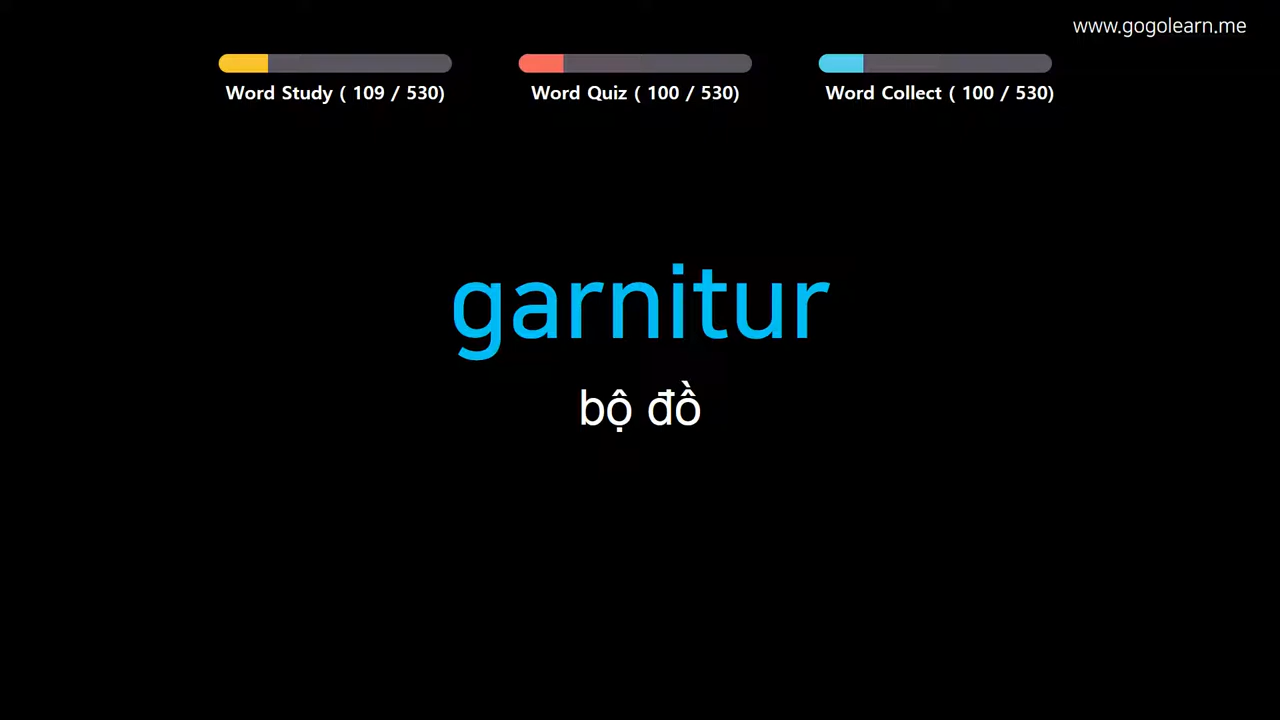 www.gogolearn.me
Word Study ( 109 / 530)
Word Quiz ( 100 / 530)
Word Collect ( 100 / 530)
garnitur
bộ đồ